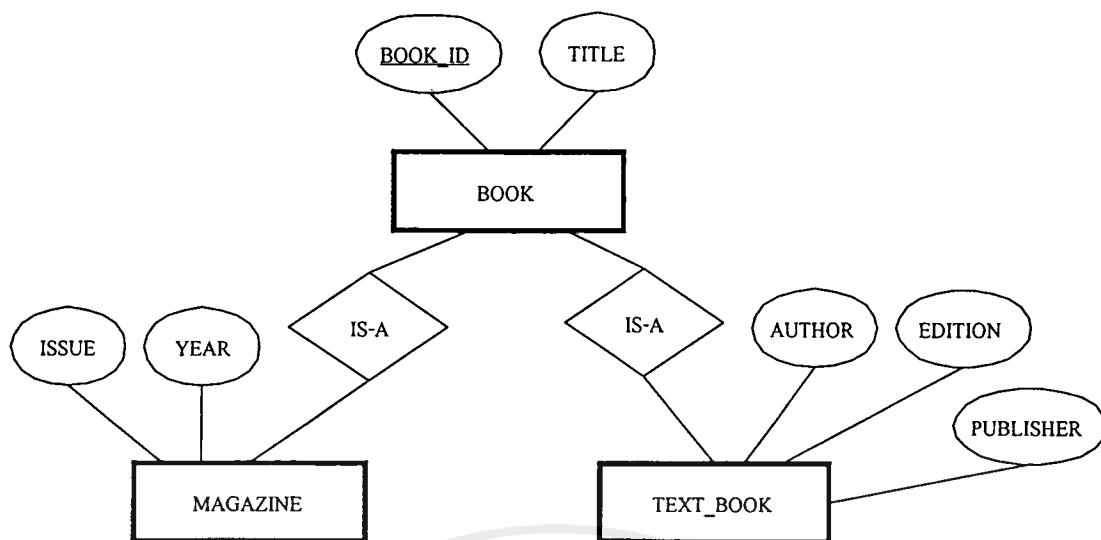 BOOK_ID
TITLE
BOOK
ISSUE
YEAR
IS-A
IS-A
AUTHOR
EDITION
PUBLISHER
MAGAZINE
TEXT_BOOK